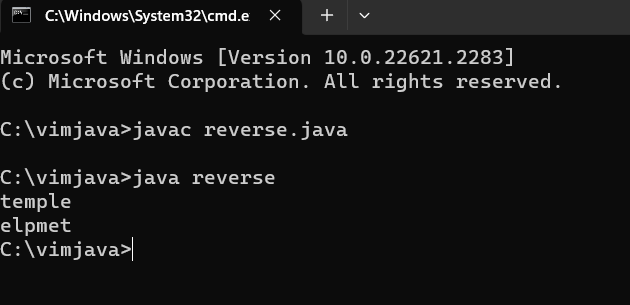 C:\Windows\System32\cmd.e
Microsoft Windows [Version 10.0.22621.2283]
(c) Microsoft Corporation. All rights reserved.
C:\vimjava>javac reverse.java
C:\vimjava>java reverse
temple
elpmet
C:\vimjava>